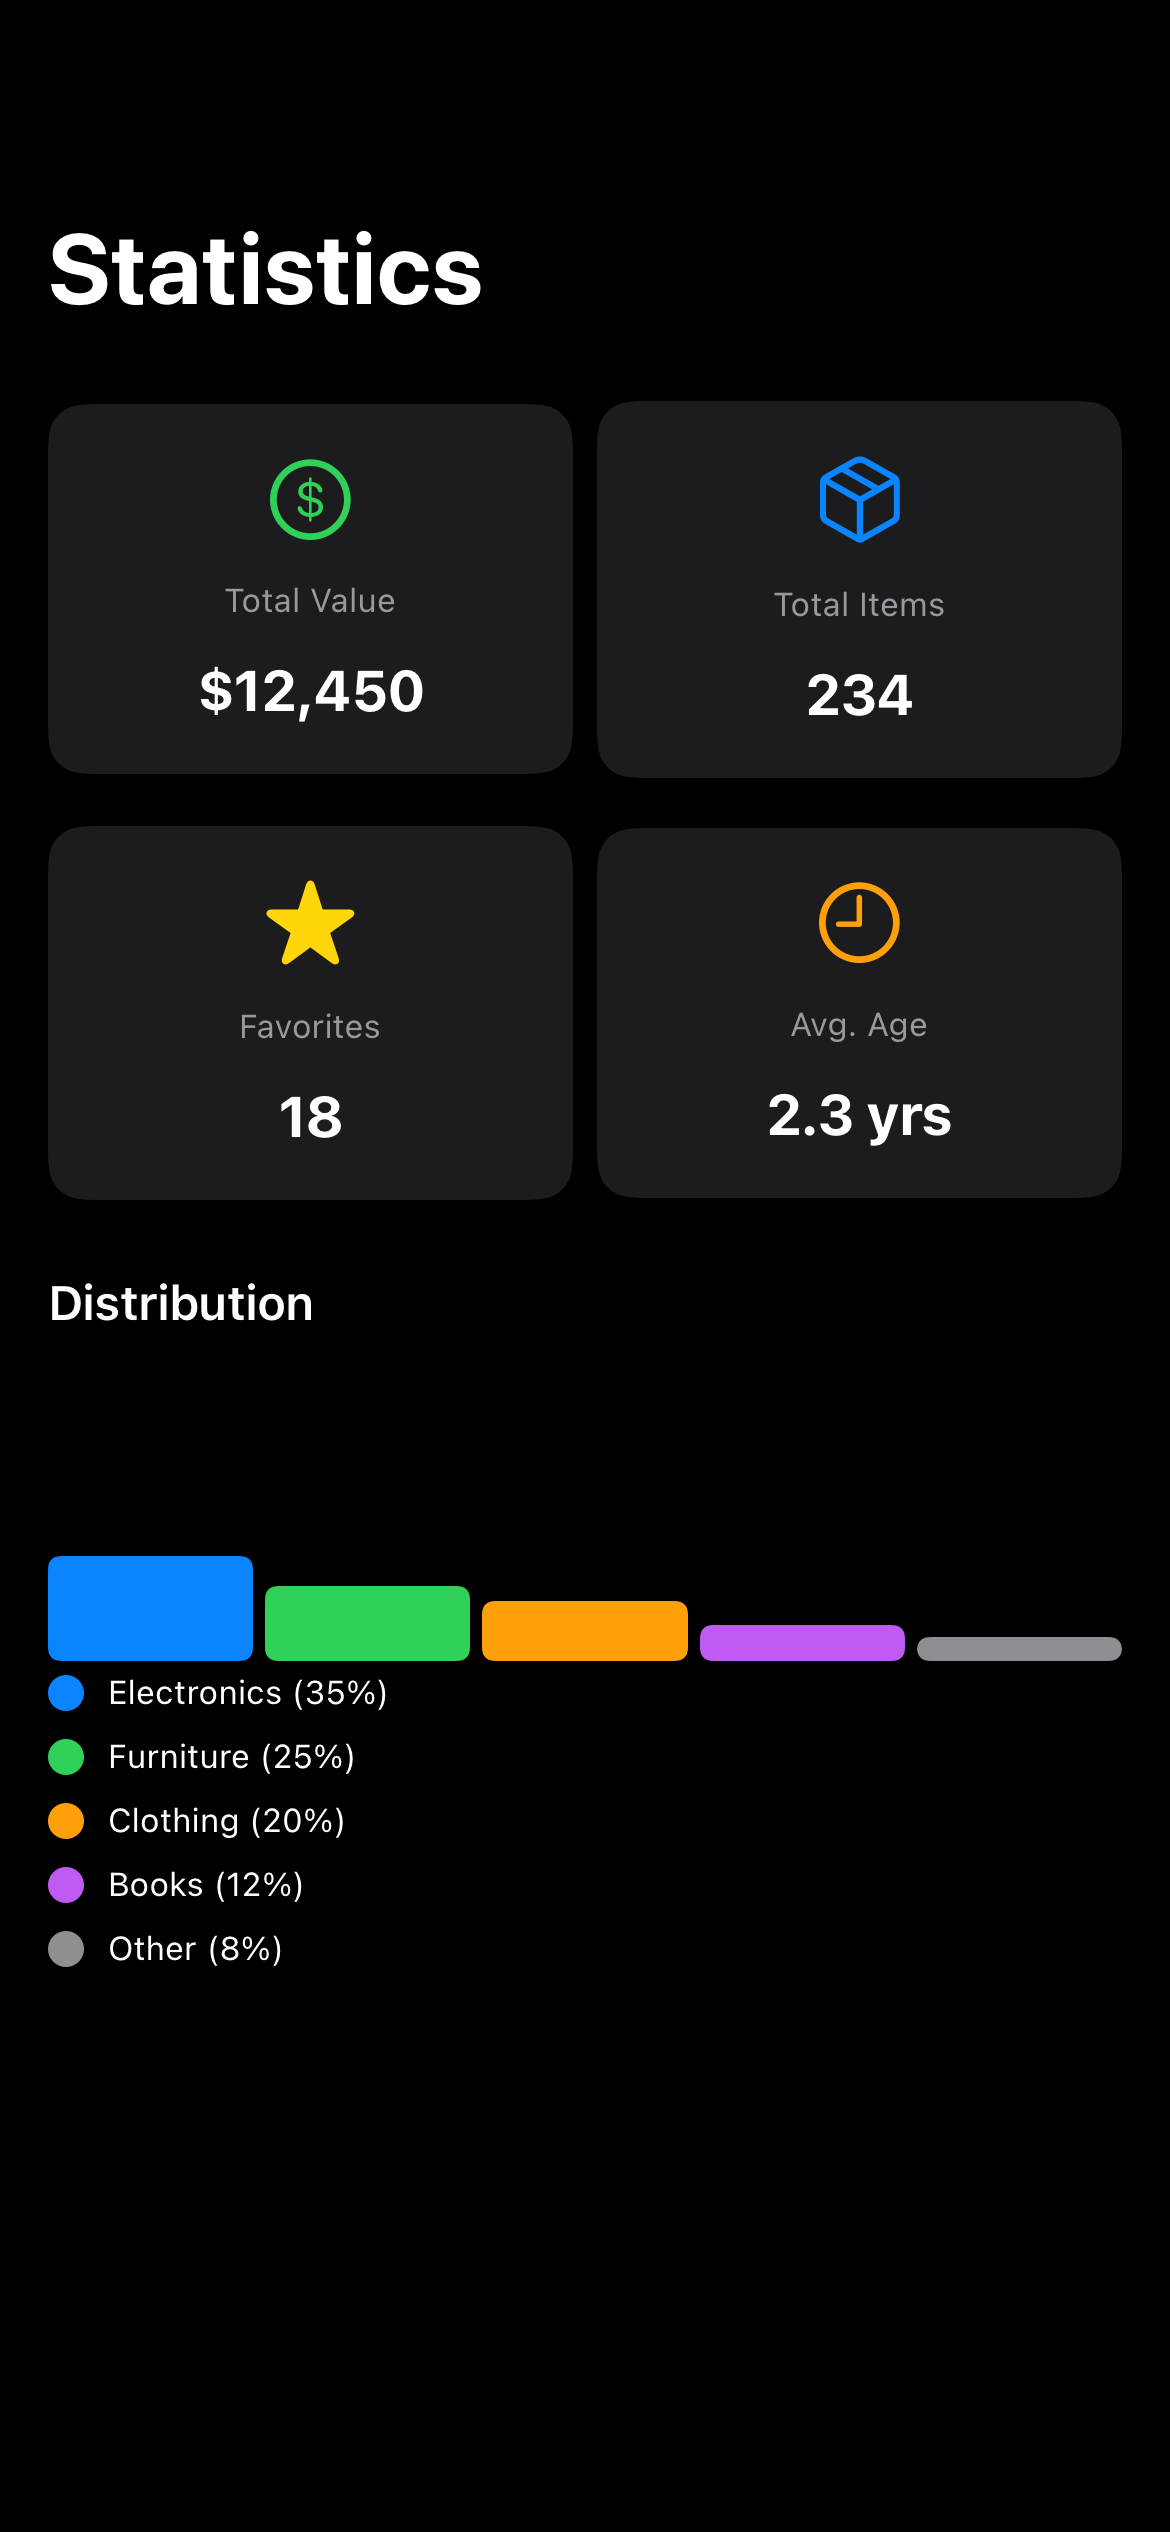 Statistics
$
Total Value
$12,450
Total Items
234
Favorites
18
Avg. Age
2.3 yrs
Distribution
Electronics (35%)
Furniture (25%)
Clothing (20%)
Books (12%)
Other (8%)